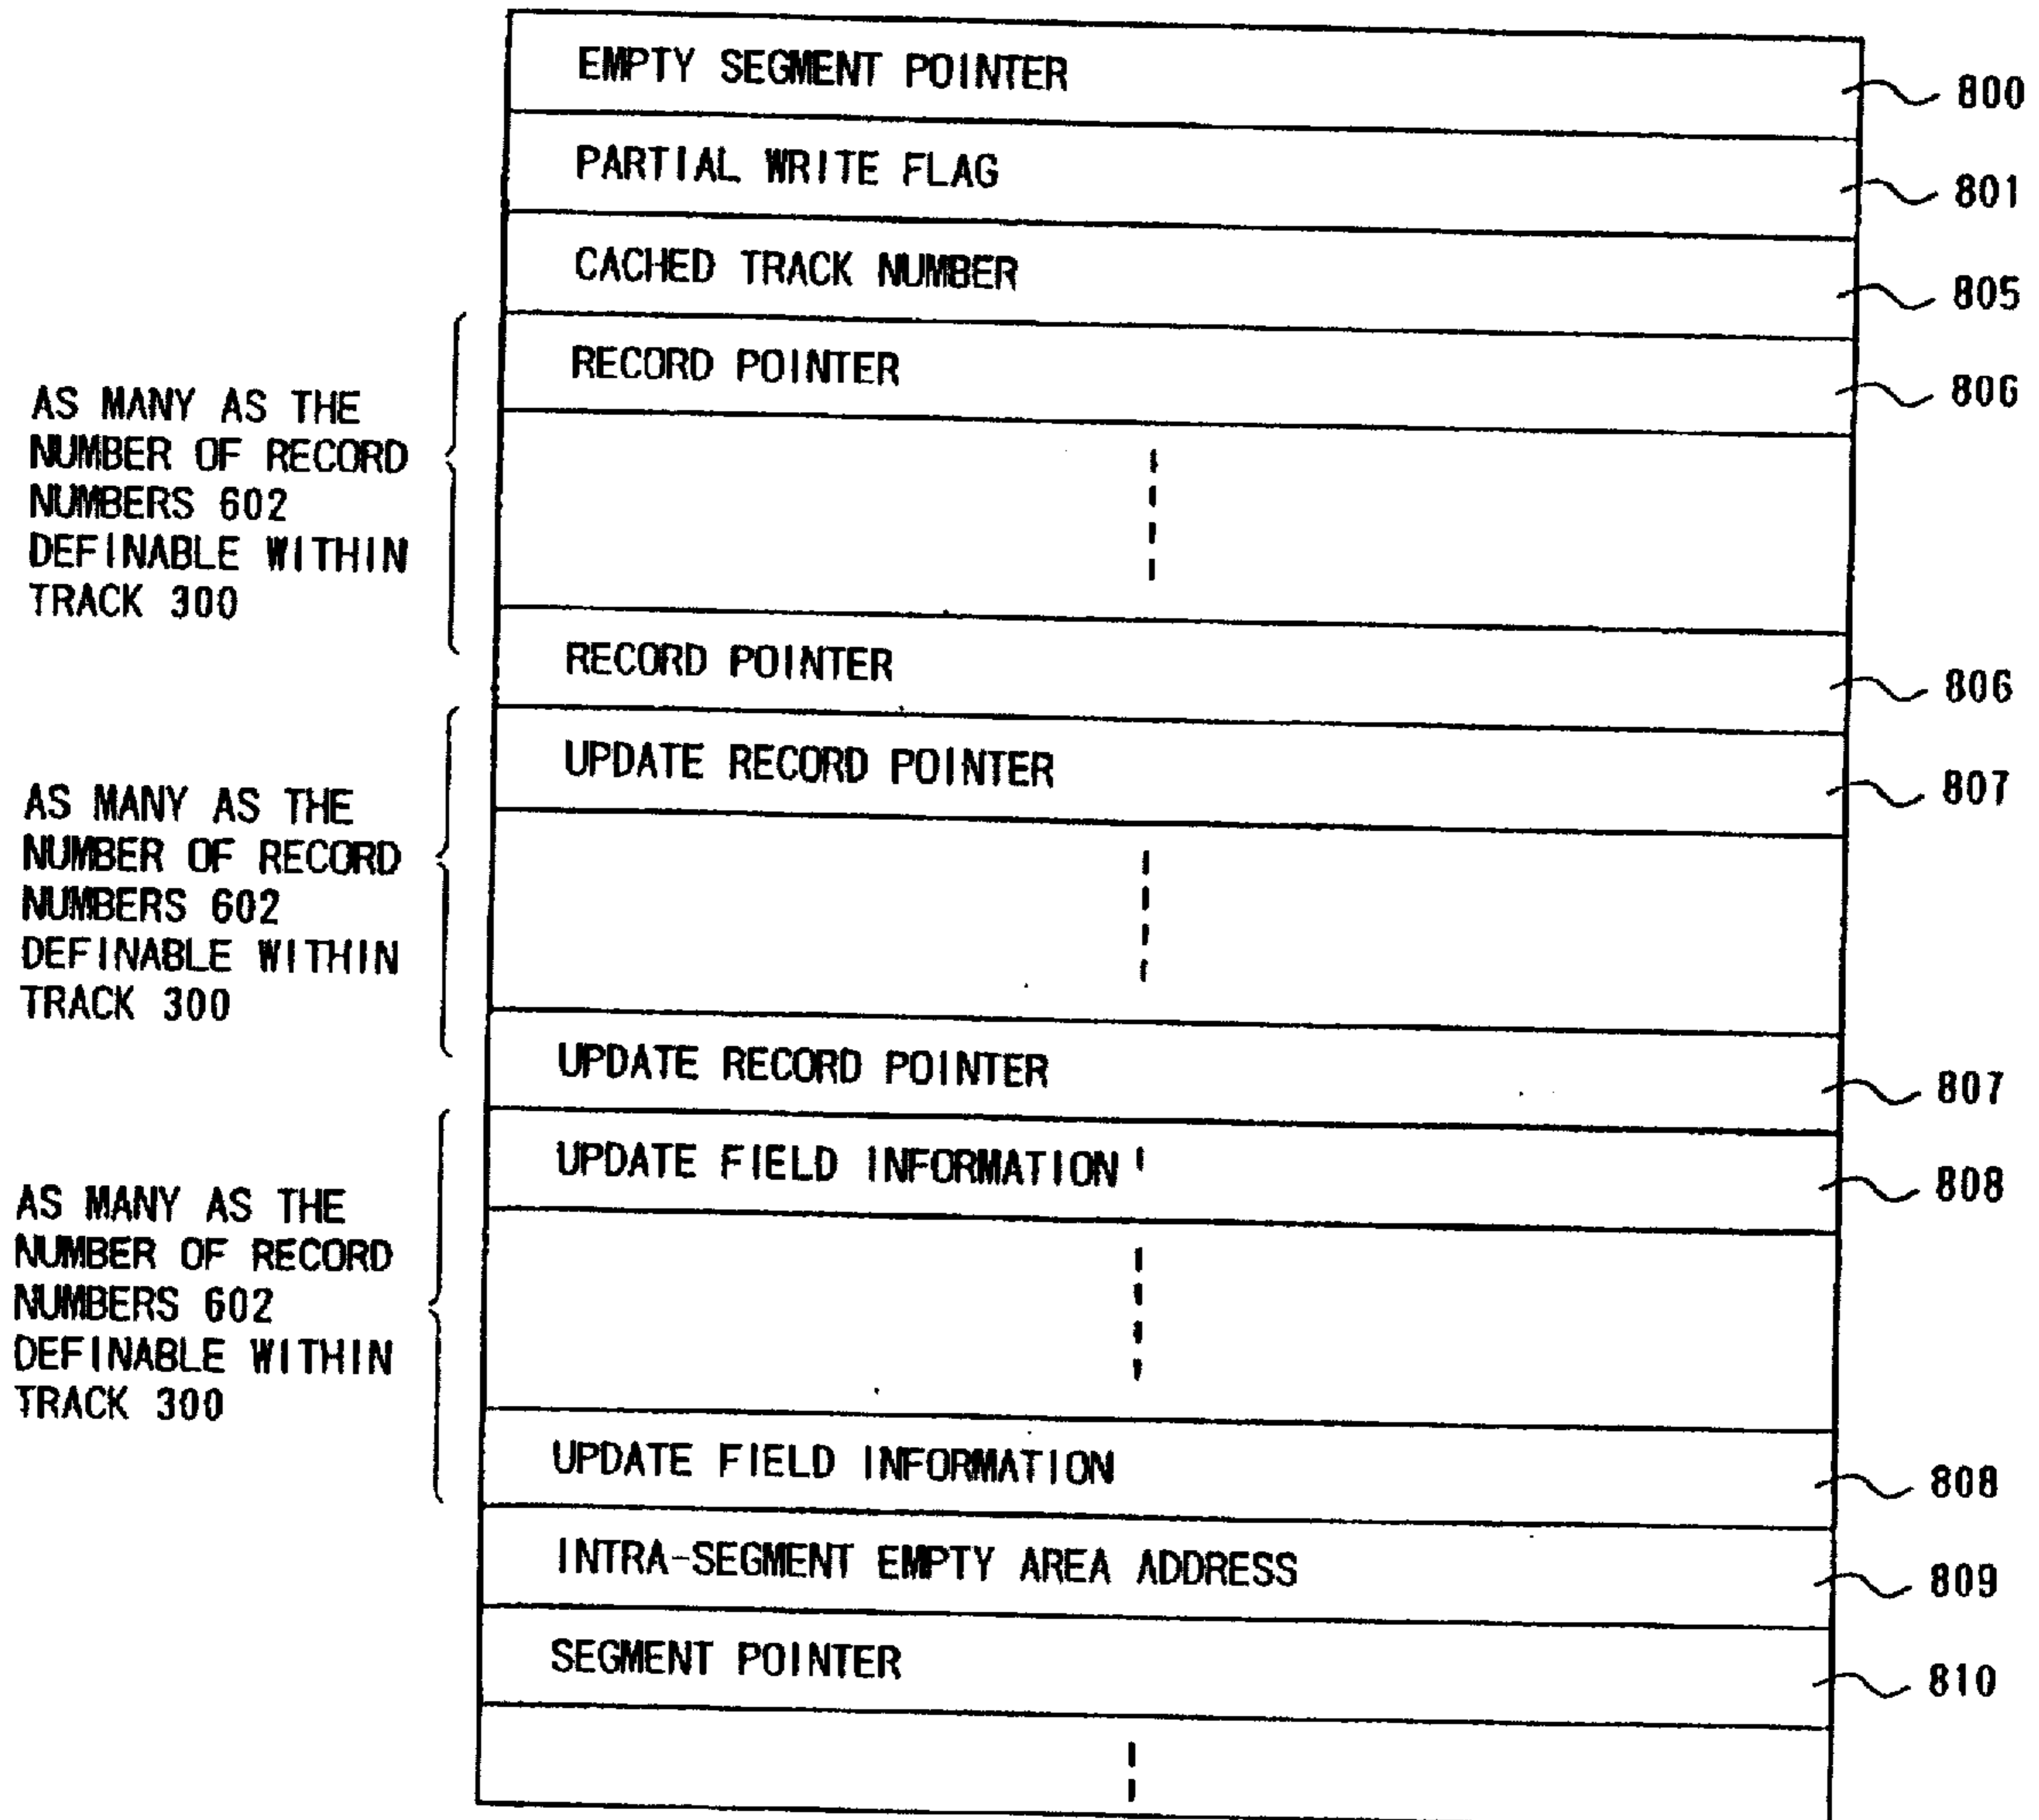 EMPTY SEGMENT POINTER 800
PARTIAL WRITE FLAG 801
CACHED TRACK NUMBER 805
RECORD POINTER 806
AS MANY AS THE
NUMBER OF RECORD
NUMBERS 602
DEFINABLE WITHIN
TRACK 300
RECORD POINTER 806
UPDATE RECORD POINTER 807
AS MANY AS THE
NUMBER OF RECORD
NUMBERS 602
DEFINABLE WITHIN
TRACK 300
UPDATE RECORD POINTER 807
UPDATE FIELD INFORMATION 808
AS MANY AS THE
NUMBER OF RECORD
NUMBERS 602
DEFINABLE WITHIN
TRACK 300
UPDATE FIELD INFORMATION 808
INTRA-SEGMENT EMPTY AREA ADDRESS 809
SEGMENT POINTER 810